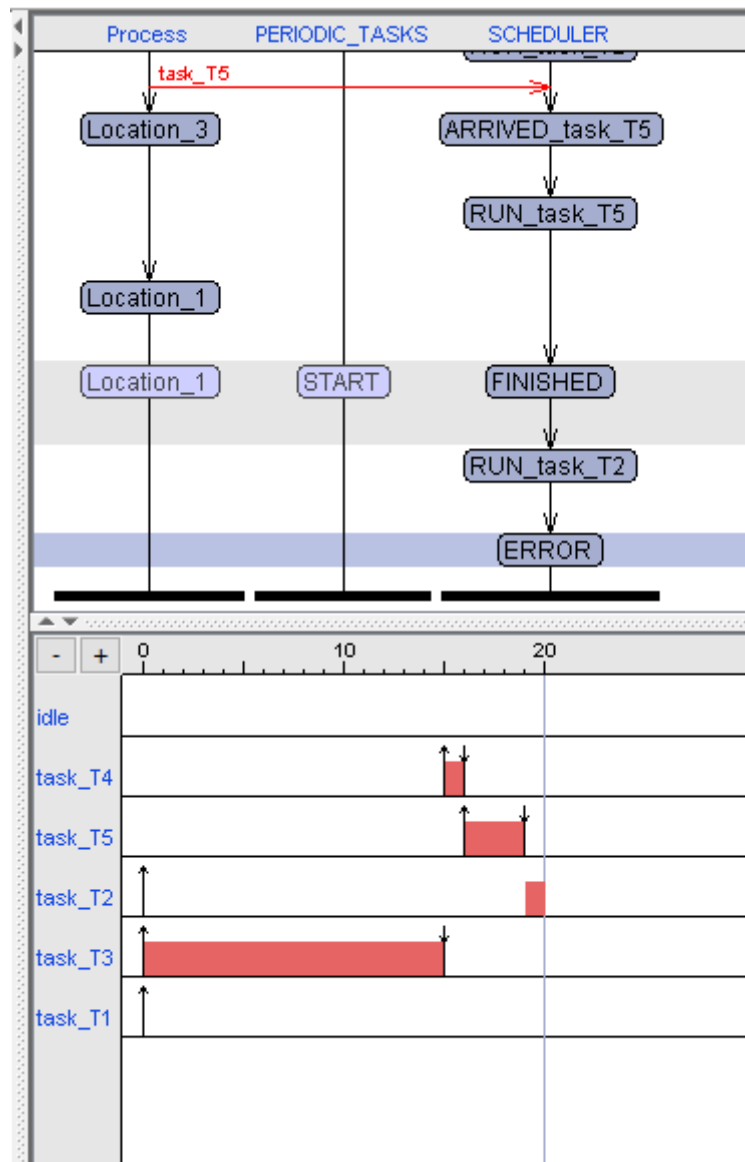 Process PERIODIC_TASKS SCHEDULER
task_T5
Location_3 ARRIVED_task_T5
RUN_task_T5
Location_1
Location_1 START FINISHED
RUN_task_T2
ERROR
- + 0 10 20
idle
task_T4
task_T5
task_T2
task_T3
task_T1